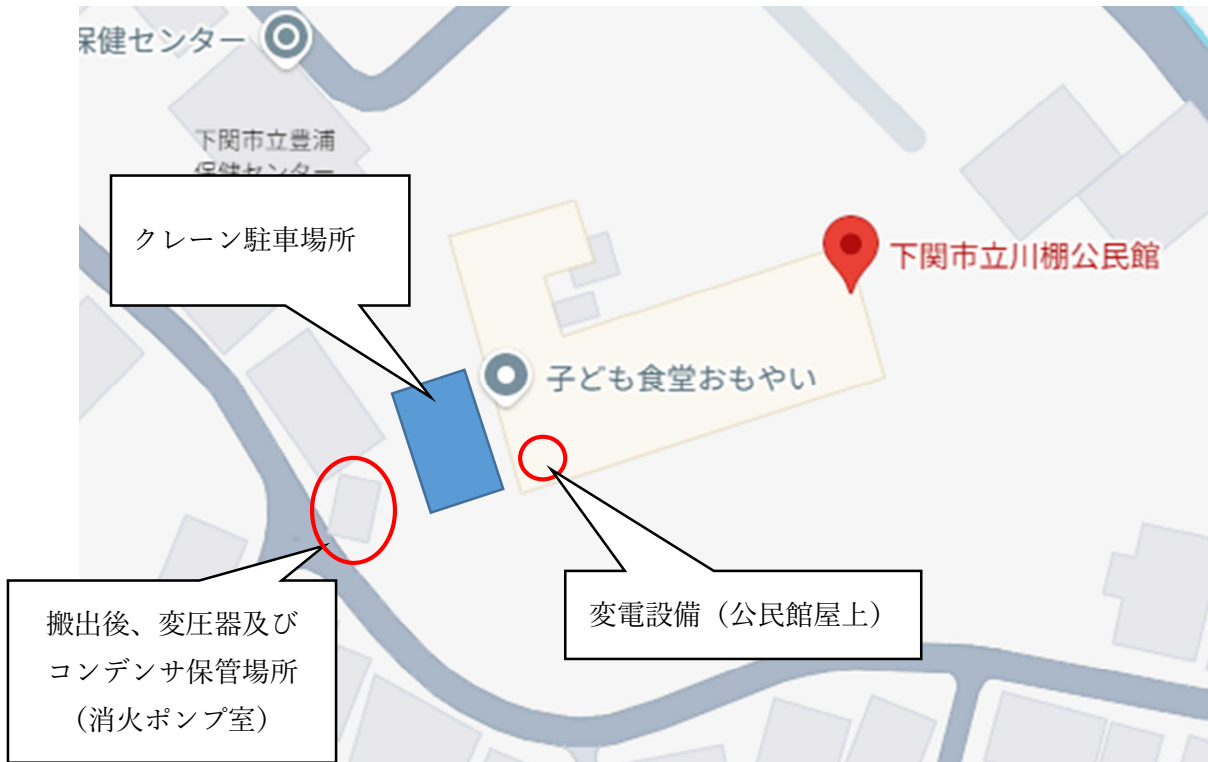 保健センター
下関市立豊浦
保健センター
クレーン駐車場所
下関市立川棚公民館
子ども食堂おもやい
変電設備（公民館屋上）
搬出後、変圧器及び
コンデンサ保管場所
（消火ポンプ室）